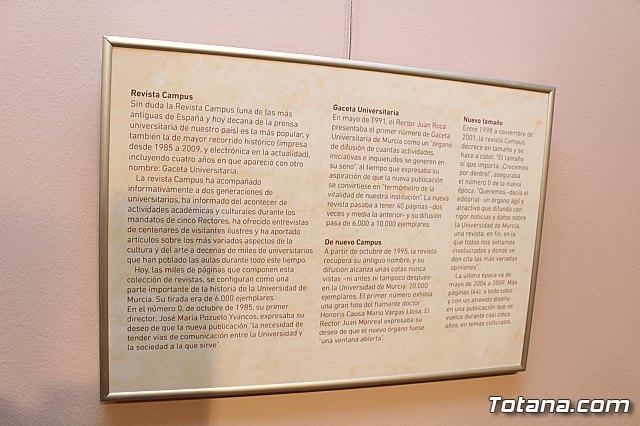 Revista Campus
Sin duda la Revista Campus (una de las más
antiguas de España y hoy decana de la prensa
universitaria de nuestro país) es la más popular, y
también la de mayor recorrido histórico (impresa
desde 1985 a 2009, y electrónica en la actualidad),
incluyendo cuatro años en que apareció con otro
nombre: Gaceta Universitaria.
La revista Campus ha acompañado
informativamente a dos generaciones de
universitarios, ha informado del acontecer de
actividades académicas y culturales durante los
mandatos de cinco Rectores, ha ofrecido entrevistas
de centenares de visitantes ilustres y ha aportado
artículos sobre los más variados aspectos de la
cultura y del arte a decenas de miles de universitarios
que han poblado las aulas durante todo este tiempo.
Hoy, las miles de páginas que componen esta
colección de revistas, se configuran como una
parte importante de la historia de la Universidad de
Murcia. Su tirada era de 6.000 ejemplares.
En el número 0, de octubre de 1985, su primer
director, José María Pozuelo Yvancos, expresaba su
deseo de que la nueva publicación "la necesidad de
tender vías de comunicación entre la Universidad y
la sociedad a la que sirve".
Gaceta Universitaria
En mayo de 1991, el Rector Juan Roca
presentaba el primer número de Gaceta
Universitaria de Murcia como un "órgano
de difusión de cuantas actividades,
iniciativas e inquietudes se generen en
su seno", al tiempo que expresaba su
aspiración de que la nueva publicación
se convirtiese en "termómetro de la
vitalidad de nuestra institución". La nueva
revista pasaba a tener 40 páginas -dos
veces y media la anterior- y su difusión
pasa de 6.000 a 10.000 ejemplares.
De nuevo Campus
A partir de octubre de 1995, la revista
recupera su antiguo nombre, y su
difusión alcanza unas cotas nunca
vistas -ni antes ni tampoco después-
en la Universidad de Murcia: 20.000
ejemplares. El primer número exhibía
una gran foto del flamante doctor
Honoris Causa Mario Vargas Llosa. El
Rector Juan Monreal expresaba su
deseo de que el nuevo órgano fuese
"una ventana abierta".
Nuevo tamaño
Entre 1998 a noviembre de
2001, la revista Campus
decrece en tamaño y se
hace a color. "El tamaño
sí que importa. ¡Crecemos
por dentro!", aseguraba
el número 0 de la nueva
época. "Queremos -decía el
editorial- un órgano ágil y
atractivo que difunda con
rigor noticias y datos sobre
la Universidad de Murcia,
una revista, en fin, en la
que todos nos sintamos
involucrados y donde se
den cita las más variadas
opiniones".
La última época va de
mayo de 2004 a 2009. Más
páginas (64), a todo color
y con un atrevido diseño
en una publicación que se
vuelca durante casi cinco
años, en temas culturales.
Totana.com